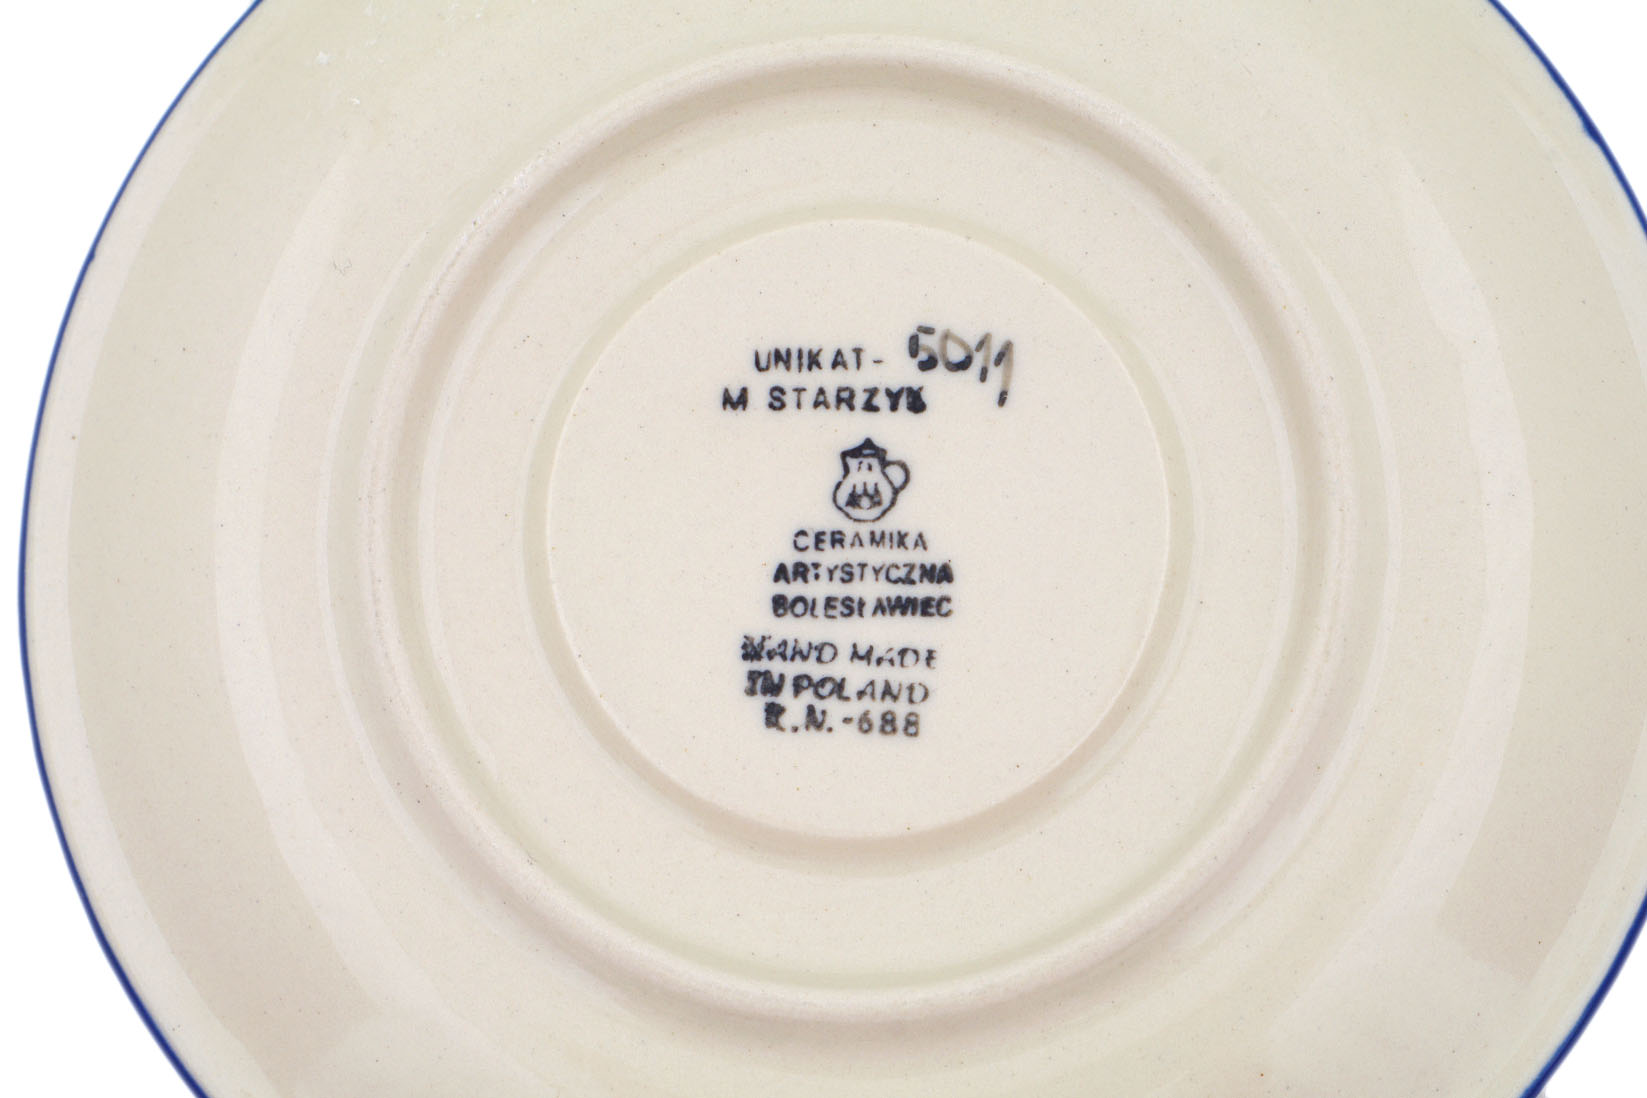 UNIKAT- 5011
M STARZYK
CERAMIKA
ARTYSTYCZNA
BOLESŁAWIEC
HAND MADE
IN POLAND
R.N.-688